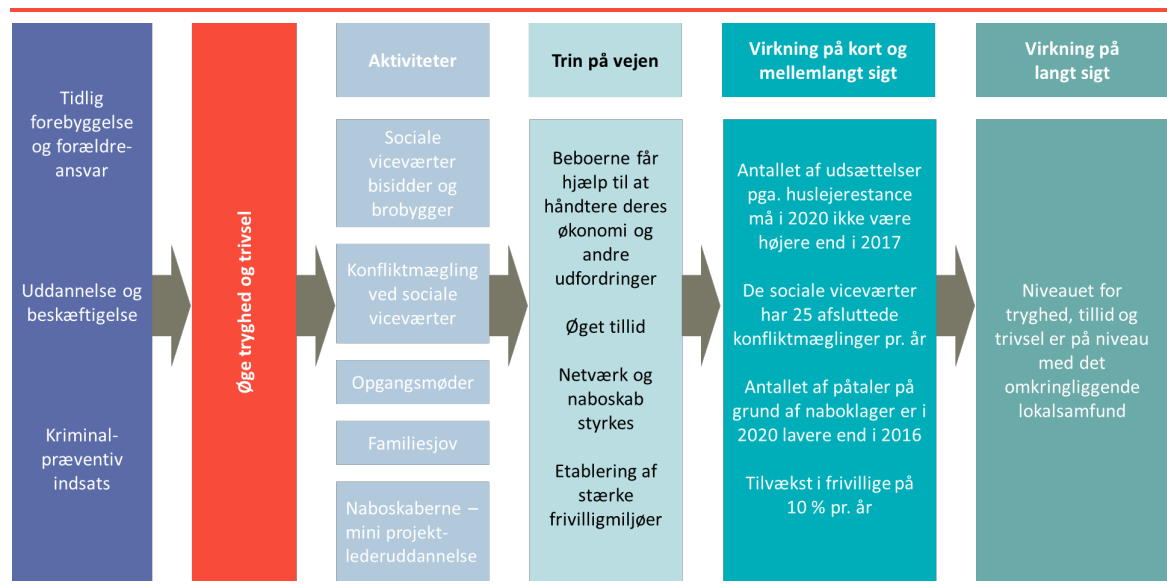 Tidlig
forebyggelse
og forældre-
ansvar
Uddannelse og
beskæftigelse
Kriminal-
præventiv
indsats
Øge tryghed og trivsel
Aktiviteter
Sociale
viceværter
bisidder og
brobygger
Konfliktmægling
ved sociale
viceværter
Opgangsmøder
Familiesjov
Naboskaberne –
mini projekt-
lederuddannelse
Trin på vejen
Beboerne får
hjælp til at
håndtere deres
økonomi og
andre
udfordringer
Øget tillid
Netværk og
naboskab
styrkes
Etablering af
stærke
frivilligmiljøer
Virkning på kort og
mellemlangt sigt
Antallet af udsættelser
pga. huslejerestance
må i 2020 ikke være
højere end i 2017
De sociale viceværter
har 25 afsluttede
konfliktmæglinger pr. år
Antallet af påtaler på
grund af naboklager er i
2020 lavere end i 2016
Tilvækst i frivillige på
10 % pr. år
Virkning på
langt sigt
Niveauet for
tryghed, tillid og
trivsel er på niveau
med det
omkringliggende
lokalsamfund